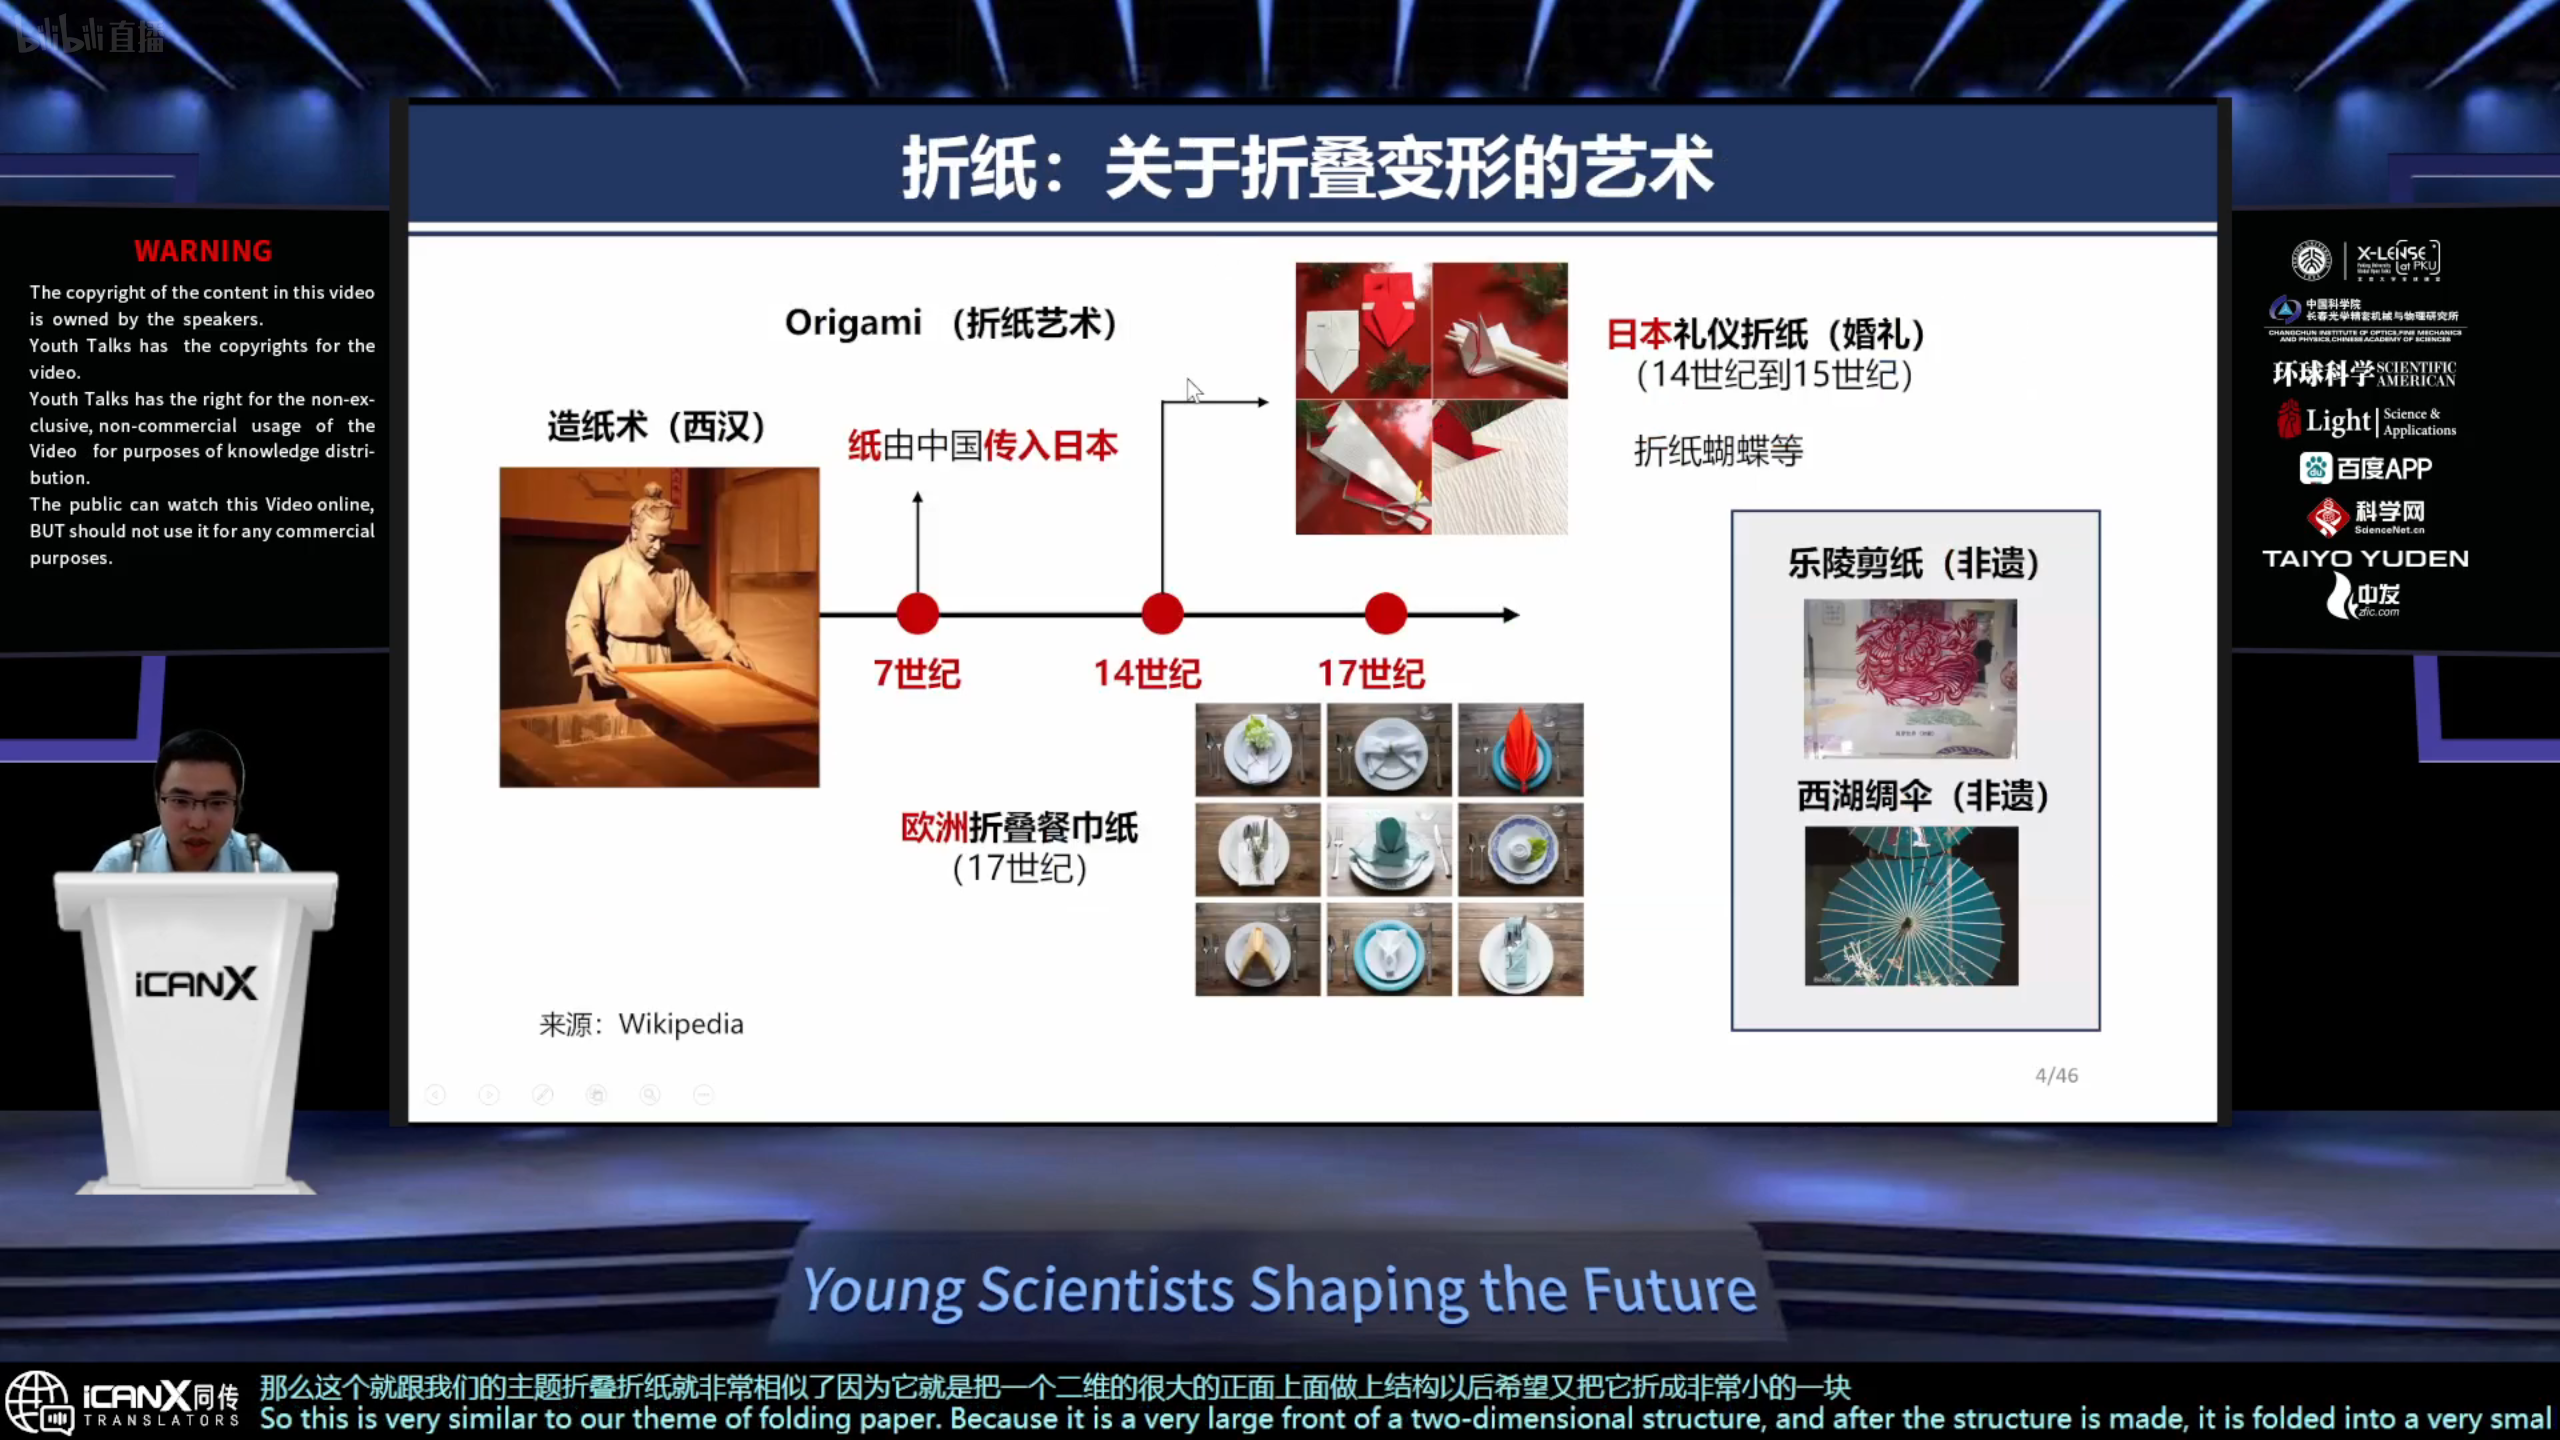 bilibili直播
WARNING
The copyright of the content in this video
is owned by the speakers.
Youth Talks has the copyrights for the
video.
Youth Talks has the right for the non-ex-
clusive, non-commercial usage of the
Video for purposes of knowledge distri-
bution.
The public can watch this Video online,
BUT should not use it for any commercial
purposes.
折纸：关于折叠变形的艺术
Origami （折纸艺术）
造纸术（西汉）
纸由中国传入日本
日本礼仪折纸（婚礼）
（14世纪到15世纪）
折纸蝴蝶等
7世纪
14世纪
17世纪
欧洲折叠餐巾纸
（17世纪）
乐陵剪纸（非遗）
西湖绸伞（非遗）
来源：Wikipedia
4/46
X-LENSE
at PKU
中国科学院
长春光学精密机械与物理研究所
CHANGCHUN INSTITUTE OF OPTICS,FINE MECHANICS
AND PHYSICS,CHINESE ACADEMY OF SCIENCES
环球科学 SCIENTIFIC
AMERICAN
Light Science &
Applications
du 百度APP
科学网
ScienceNet.cn
TAIYO YUDEN
中发
zfic.com
iCANX
Young Scientists Shaping the Future
iCANX同传
TRANSLATORS
那么这个就跟我们的主题折叠折纸就非常相似了因为它就是把一个二维的很大的正面上面做上结构以后希望又把它折成非常小的一块
So this is very similar to our theme of folding paper. Because it is a very large front of a two-dimensional structure, and after the structure is made, it is folded into a very smal